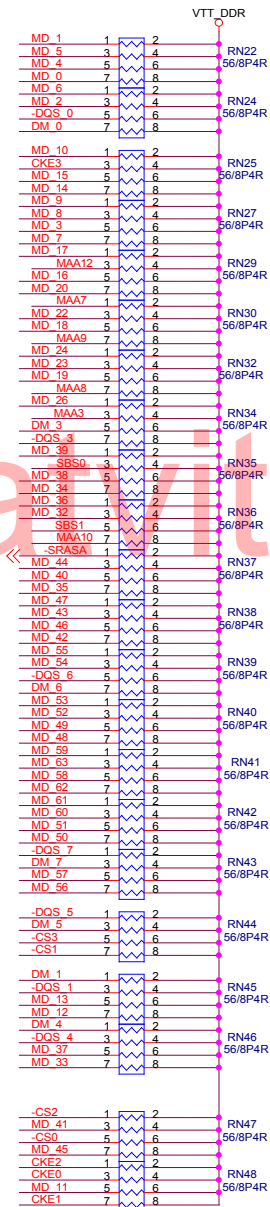 VTT_DDR
MD_1 1 2
MD_5 3 4 RN22
MD_4 5 6 56/8P4R
MD_0 7 8
MD_6 1 2
MD_2 3 4 RN24
-DQS_0 5 6 56/8P4R
DM_0 7 8
MD_10 1 2
CKE3 3 4 RN25
MD_15 5 6 56/8P4R
MD_14 7 8
MD_9 1 2
MD_8 3 4 RN27
MD_3 5 6 56/8P4R
MD_7 7 8
MD_17 1 2
MAA12 3 4 RN29
MD_16 5 6 56/8P4R
MD_20 7 8
MAA7 1 2
MD_22 3 4 RN30
MD_18 5 6 56/8P4R
MAA9 7 8
MD_24 1 2
MD_23 3 4 RN32
MD_19 5 6 56/8P4R
MAA8 7 8
MD_26 1 2
MAA3 3 4 RN34
DM_3 5 6 56/8P4R
-DQS_3 7 8
MD_39 1 2
SBS0 3 4 RN35
MD_38 5 6 56/8P4R
MD_34 7 8
MD_36 1 2
MD_32 3 4 RN36
SBS1 5 6 56/8P4R
MAA10 7 8
-SRASA 1 2
MD_44 3 4 RN37
MD_40 5 6 56/8P4R
MD_35 7 8
MD_47 1 2
MD_43 3 4 RN38
MD_46 5 6 56/8P4R
MD_42 7 8
MD_55 1 2
MD_54 3 4 RN39
-DQS_6 5 6 56/8P4R
DM_6 7 8
MD_53 1 2
MD_52 3 4 RN40
MD_49 5 6 56/8P4R
MD_48 7 8
MD_59 1 2
MD_63 3 4 RN41
MD_58 5 6 56/8P4R
MD_62 7 8
MD_61 1 2
MD_60 3 4 RN42
MD_51 5 6 56/8P4R
MD_50 7 8
-DQS_7 1 2
DM_7 3 4 RN43
MD_57 5 6 56/8P4R
MD_56 7 8
-DQS_5 1 2
DM_5 3 4 RN44
-CS3 5 6 56/8P4R
-CS1 7 8
DM_1 1 2
-DQS_1 3 4 RN45
MD_13 5 6 56/8P4R
MD_12 7 8
DM_4 1 2
-DQS_4 3 4 RN46
MD_37 5 6 56/8P4R
MD_33 7 8
-CS2 1 2
MD_41 3 4 RN47
-CS0 5 6 56/8P4R
MD_45 7 8
CKE2 1 2
CKE0 3 4 RN48
MD_11 5 6 56/8P4R
CKE1 7 8
atvit